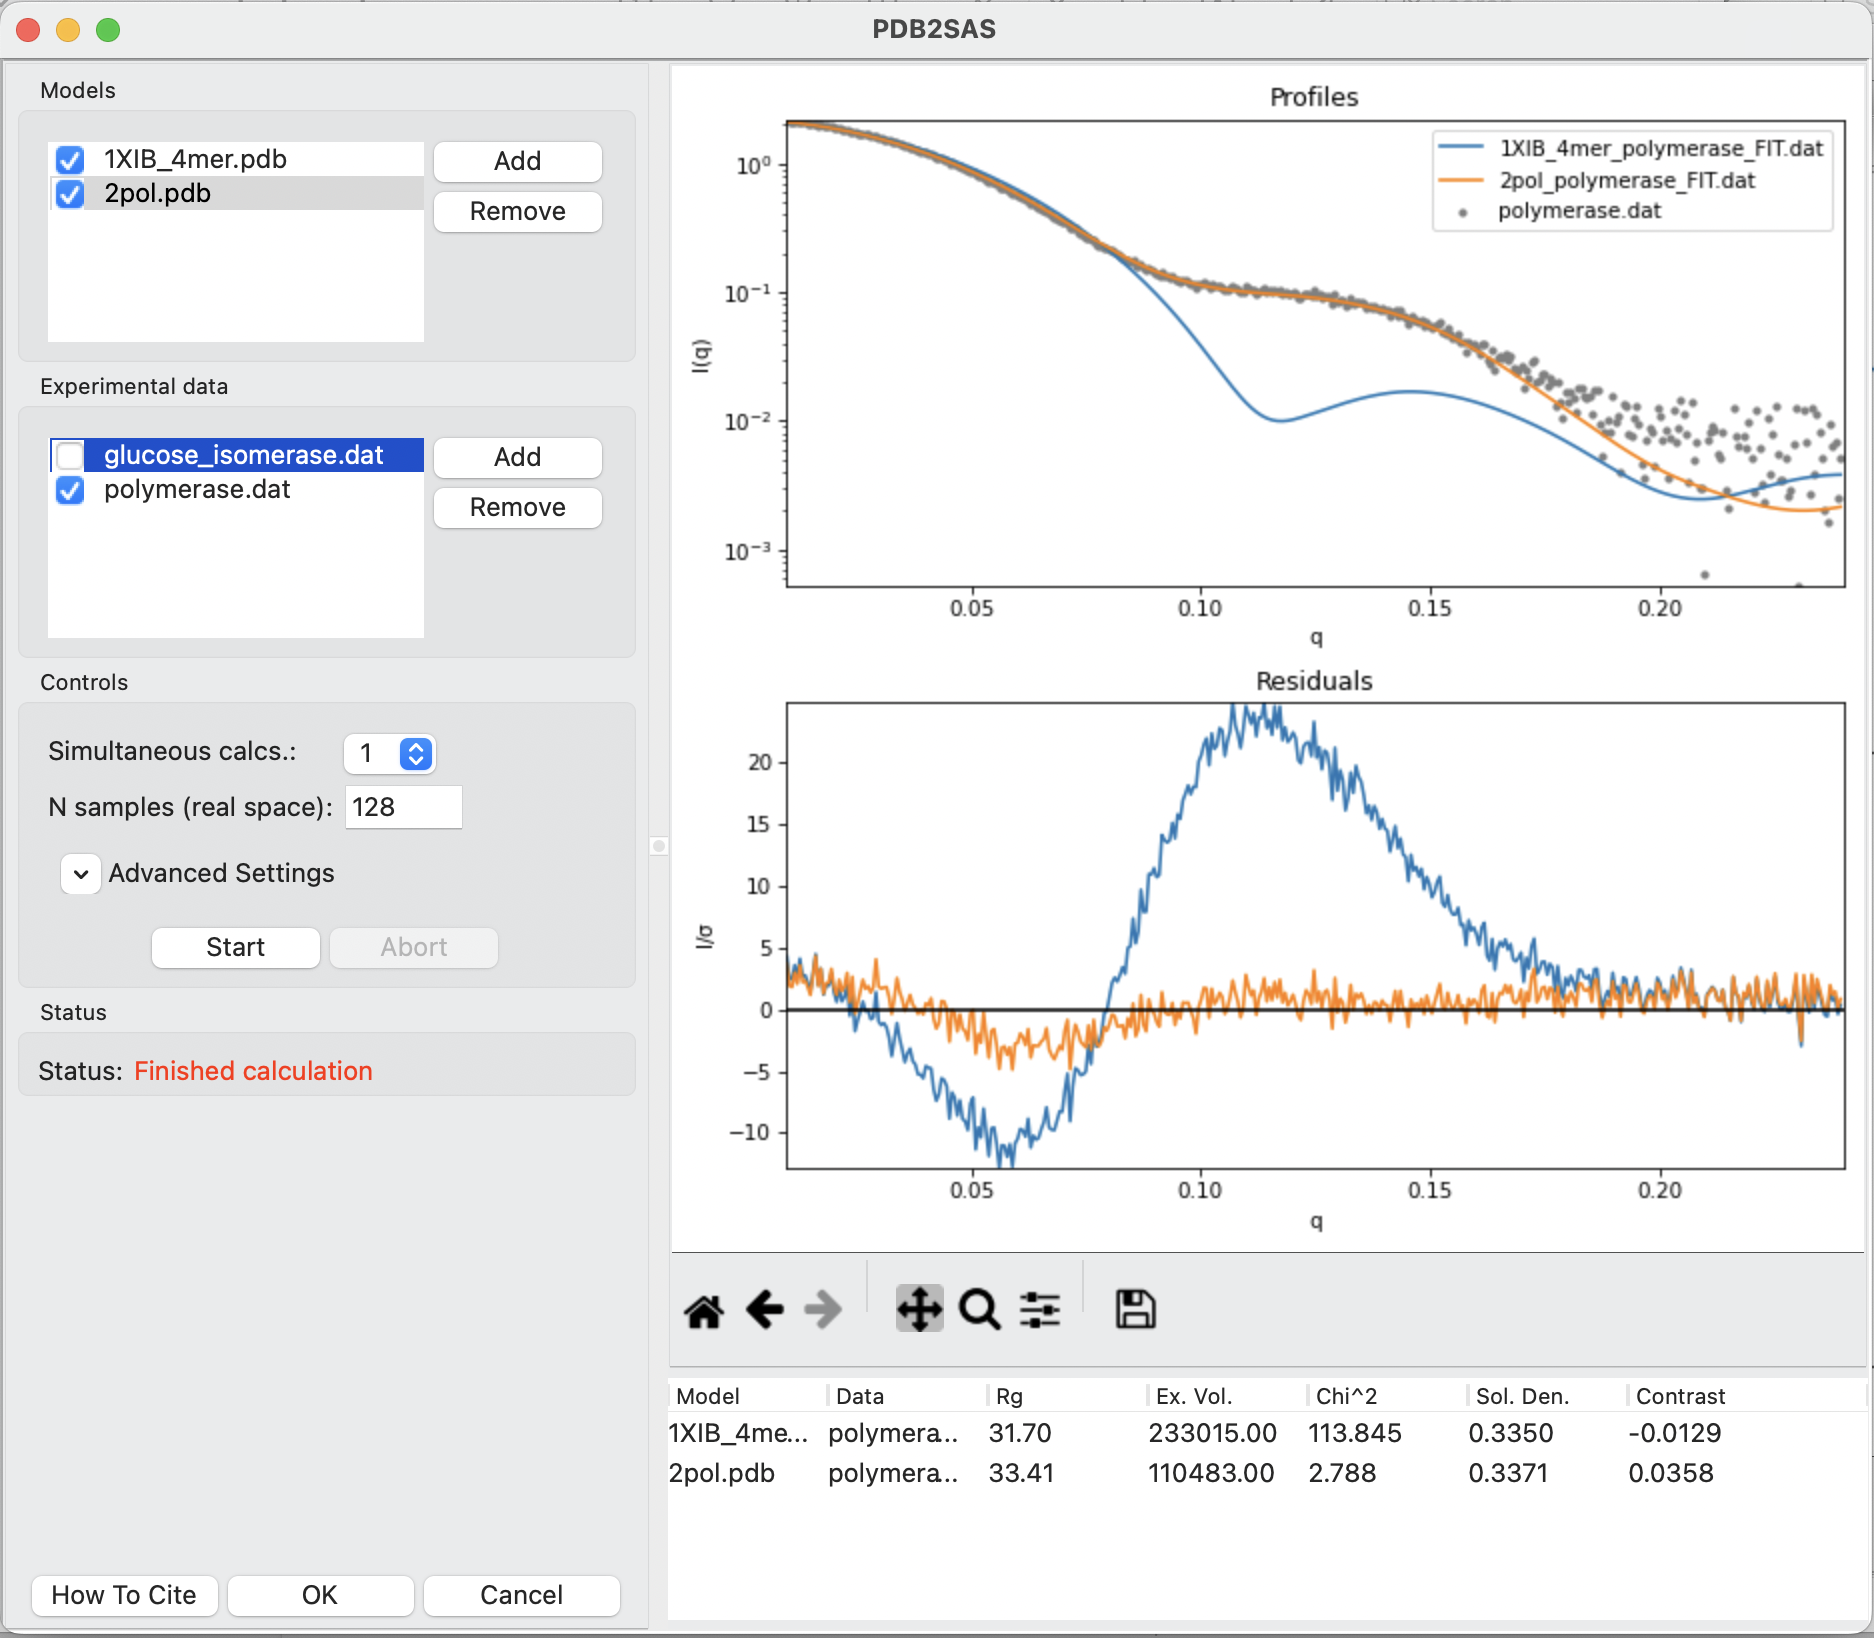 PDB2SAS
Models
1XIB_4mer.pdb
2pol.pdb
Add
Remove
Experimental data
glucose_isomerase.dat
polymerase.dat
Add
Remove
Controls
Simultaneous calcs.: 1
N samples (real space): 128
Advanced Settings
Start Abort
Status
Status: Finished calculation
How To Cite OK Cancel
Profiles
1XIB_4mer_polymerase_FIT.dat
2pol_polymerase_FIT.dat
polymerase.dat
10⁰
10⁻¹
10⁻²
10⁻³
I(q)
0.05 0.10 0.15 0.20
q
Residuals
20
15
10
5
0
−5
−10
I/σ
0.05 0.10 0.15 0.20
q
Model Data Rg Ex. Vol. Chi^2 Sol. Den. Contrast
1XIB_4me... polymera... 31.70 233015.00 113.845 0.3350 -0.0129
2pol.pdb polymera... 33.41 110483.00 2.788 0.3371 0.0358